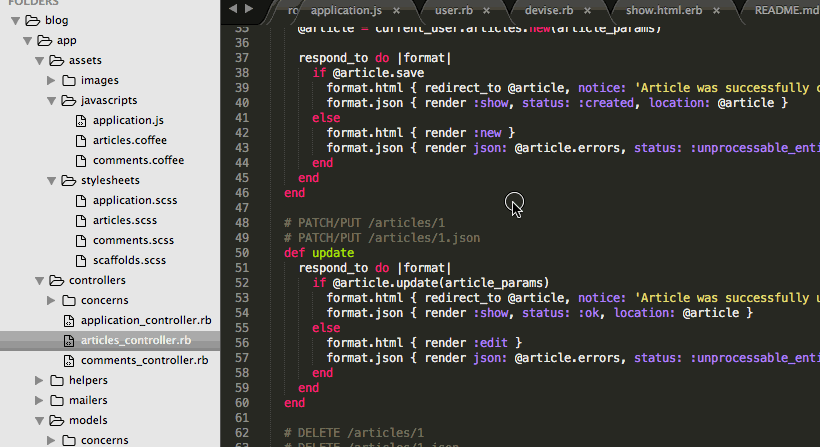 FOLDERS
blog
app
assets
images
javascripts
application.js
articles.coffee
comments.coffee
stylesheets
application.scss
articles.scss
comments.scss
scaffolds.scss
controllers
concerns
application_controller.rb
articles_controller.rb
comments_controller.rb
helpers
mailers
models
concerns
ro application.js × user.rb × devise.rb × show.html.erb × README.md
35 @article = current_user.articles.new(article_params)
36
37 respond_to do |format|
38 if @article.save
39 format.html { redirect_to @article, notice: 'Article was successfully c
40 format.json { render :show, status: :created, location: @article }
41 else
42 format.html { render :new }
43 format.json { render json: @article.errors, status: :unprocessable_enti
44 end
45 end
46 end
47
48 # PATCH/PUT /articles/1
49 # PATCH/PUT /articles/1.json
50 def update
51 respond_to do |format|
52 if @article.update(article_params)
53 format.html { redirect_to @article, notice: 'Article was successfully u
54 format.json { render :show, status: :ok, location: @article }
55 else
56 format.html { render :edit }
57 format.json { render json: @article.errors, status: :unprocessable_enti
58 end
59 end
60 end
61
62 # DELETE /articles/1
63 # DELETE /articles/1.json